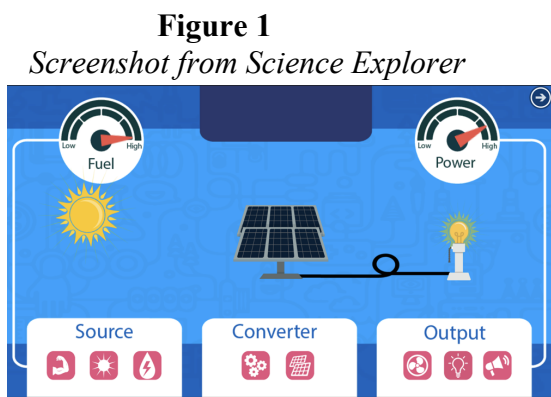 Figure 1
Screenshot from Science Explorer
Low High
Fuel
Low High
Power
Source
Converter
Output